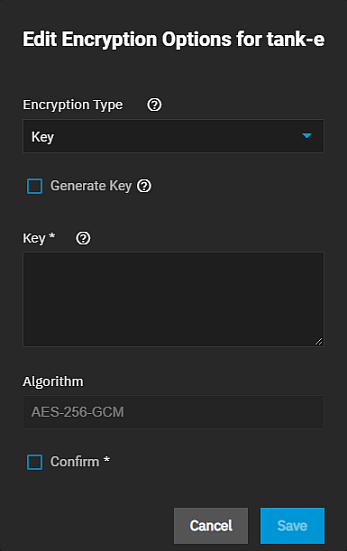 Edit Encryption Options for tank-e
Encryption Type ?
Key
Generate Key ?
Key * ?
Algorithm
AES-256-GCM
Confirm *
Cancel Save